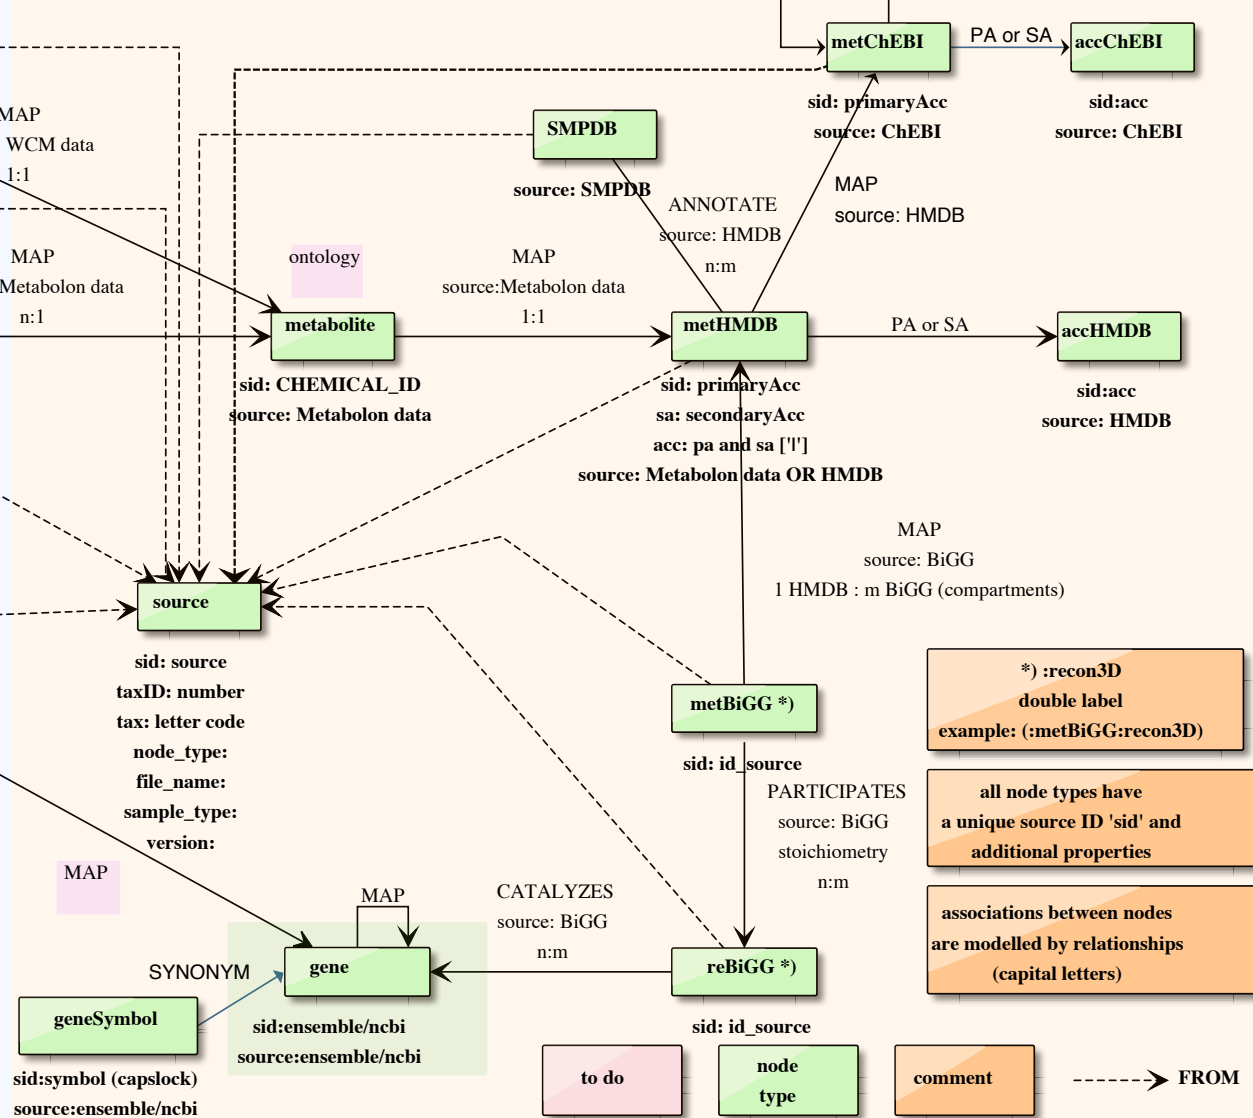 metChEBI
PA or SA
accChEBI
sid: primaryAcc
source: ChEBI
sid:acc
source: ChEBI
MAP
WCM data
1:1
SMPDB
source: SMPDB
ANNOTATE
source: HMDB
n:m
MAP
source: HMDB
MAP
Metabolon data
n:1
ontology
metabolite
sid: CHEMICAL_ID
source: Metabolon data
MAP
source:Metabolon data
1:1
metHMDB
sid: primaryAcc
sa: secondaryAcc
acc: pa and sa ['|']
source: Metabolon data OR HMDB
PA or SA
accHMDB
sid:acc
source: HMDB
MAP
source: BiGG
1 HMDB : m BiGG (compartments)
source
sid: source
taxID: number
tax: letter code
node_type:
file_name:
sample_type:
version:
metBiGG *)
sid: id_source
PARTICIPATES
source: BiGG
stoichiometry
n:m
*) :recon3D
double label
example: (:metBiGG:recon3D)
all node types have
a unique source ID 'sid' and
additional properties
associations between nodes
are modelled by relationships
(capital letters)
MAP
MAP
CATALYZES
source: BiGG
n:m
gene
sid:ensemble/ncbi
source:ensemble/ncbi
reBiGG *)
sid: id_source
SYNONYM
geneSymbol
sid:symbol (capslock)
source:ensemble/ncbi
to do
node
type
comment
FROM